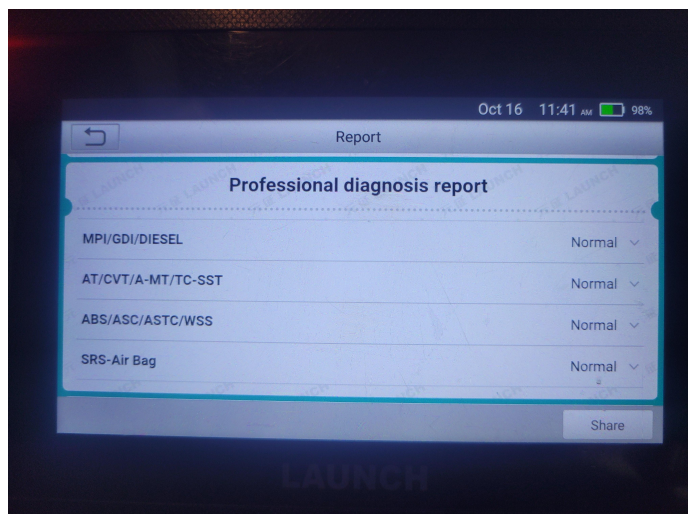 Oct 16 11:41 AM 98%
Report
Professional diagnosis report
MPI/GDI/DIESEL Normal
AT/CVT/A-MT/TC-SST Normal
ABS/ASC/ASTC/WSS Normal
SRS-Air Bag Normal
Share
LAUNCH